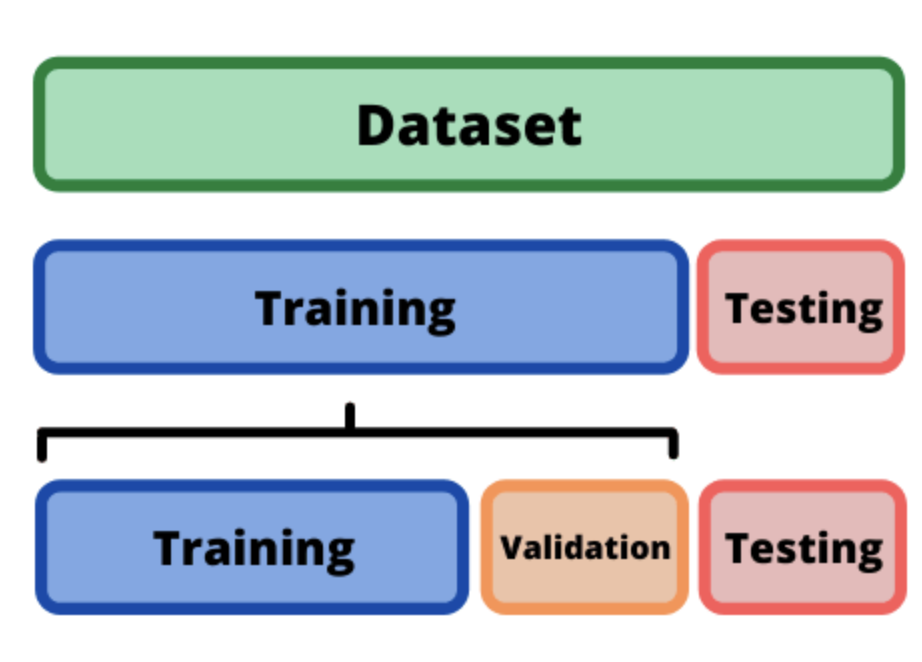 Dataset
Training Testing
Training Validation Testing